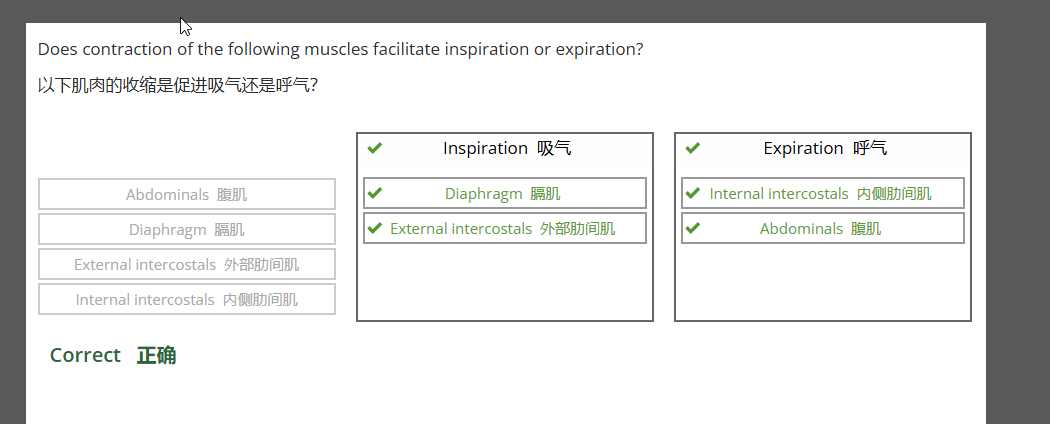 Does contraction of the following muscles facilitate inspiration or expiration?
以下肌肉的收缩是促进吸气还是呼气?
Abdominals 腹肌
Diaphragm 膈肌
External intercostals 外部肋间肌
Internal intercostals 内侧肋间肌
Inspiration 吸气
Diaphragm 膈肌
External intercostals 外部肋间肌
Expiration 呼气
Internal intercostals 内侧肋间肌
Abdominals 腹肌
Correct 正确